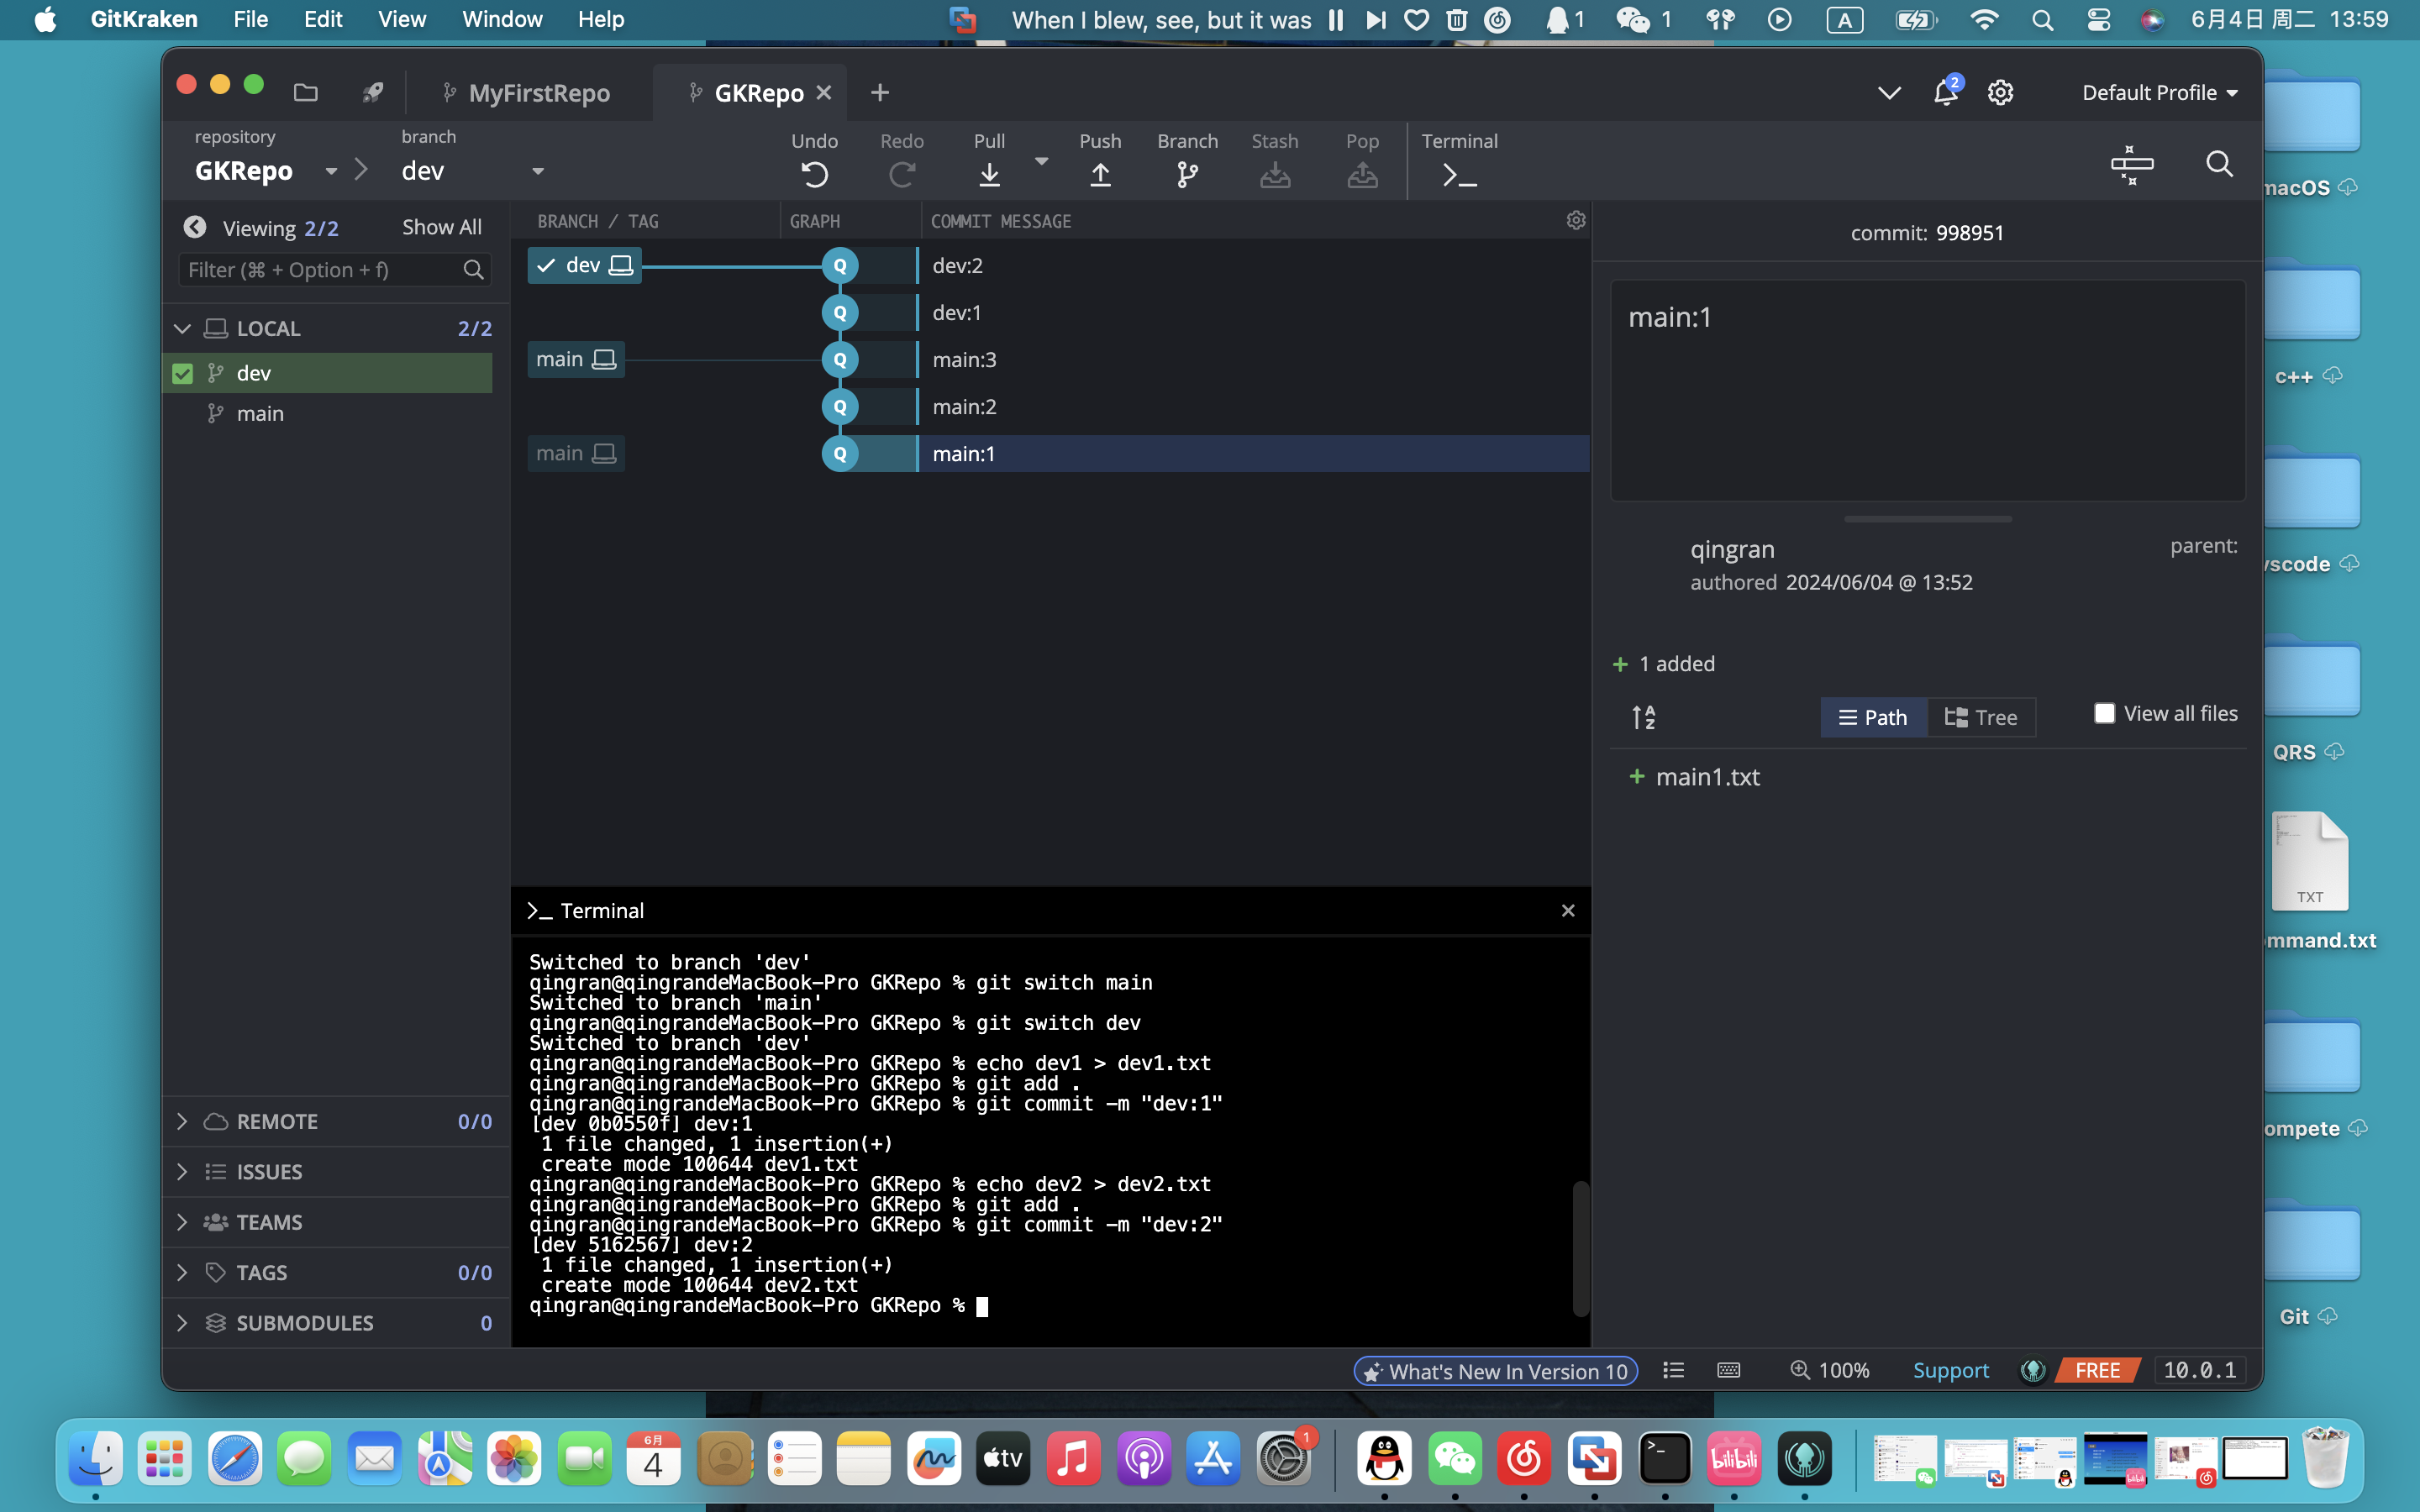 GitKraken File Edit View Window Help When I blew, see, but it was 1 1 A 6月4日 周二 13:59
MyFirstRepo GKRepo 2 Default Profile
repository branch Undo Redo Pull Push Branch Stash Pop Terminal
GKRepo dev
Viewing 2/2 Show All BRANCH / TAG GRAPH COMMIT MESSAGE commit: 998951
Filter (⌘ + Option + f)
LOCAL 2/2
dev
main
dev Q dev:2
Q dev:1
main Q main:3
Q main:2
main Q main:1
main:1
qingran parent:
authored 2024/06/04 @ 13:52
+ 1 added
A Z Path Tree View all files
+ main1.txt
Terminal
Switched to branch 'dev'
qingran@qingrandeMacBook-Pro GKRepo % git switch main
Switched to branch 'main'
qingran@qingrandeMacBook-Pro GKRepo % git switch dev
Switched to branch 'dev'
qingran@qingrandeMacBook-Pro GKRepo % echo dev1 > dev1.txt
qingran@qingrandeMacBook-Pro GKRepo % git add .
qingran@qingrandeMacBook-Pro GKRepo % git commit -m "dev:1"
[dev 0b0550f] dev:1
1 file changed, 1 insertion(+)
create mode 100644 dev1.txt
qingran@qingrandeMacBook-Pro GKRepo % echo dev2 > dev2.txt
qingran@qingrandeMacBook-Pro GKRepo % git add .
qingran@qingrandeMacBook-Pro GKRepo % git commit -m "dev:2"
[dev 5162567] dev:2
1 file changed, 1 insertion(+)
create mode 100644 dev2.txt
qingran@qingrandeMacBook-Pro GKRepo %
REMOTE 0/0
ISSUES
TEAMS
TAGS 0/0
SUBMODULES 0
What's New In Version 10 100% Support FREE 10.0.1
macOS
c++
vscode
QRS
TXT
ommand.txt
ompete
Git
6月
4
tv
1
bilibili